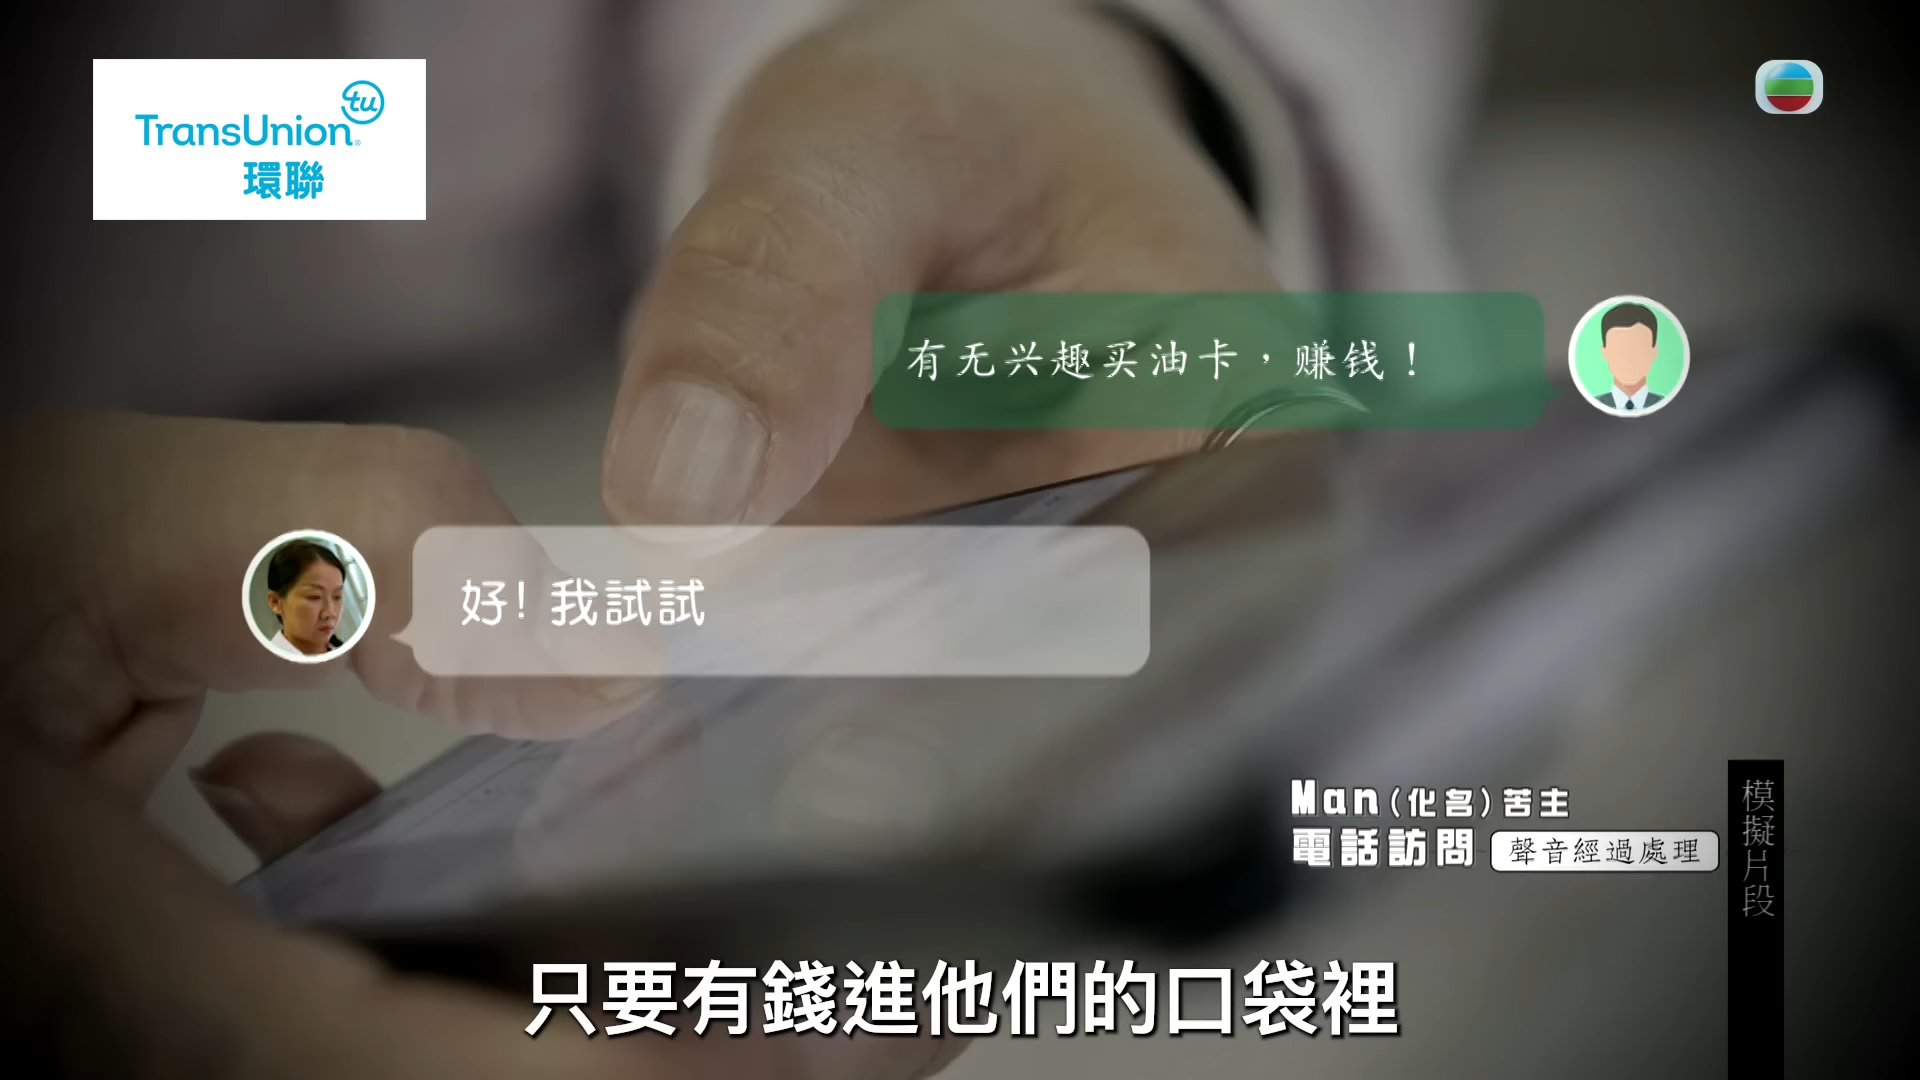 tu
TransUnion
環聯
有无兴趣买油卡，赚钱！
好！我試試
Man（化名）苦主
電話訪問 聲音經過處理
模擬片段
只要有錢進他們的口袋裡